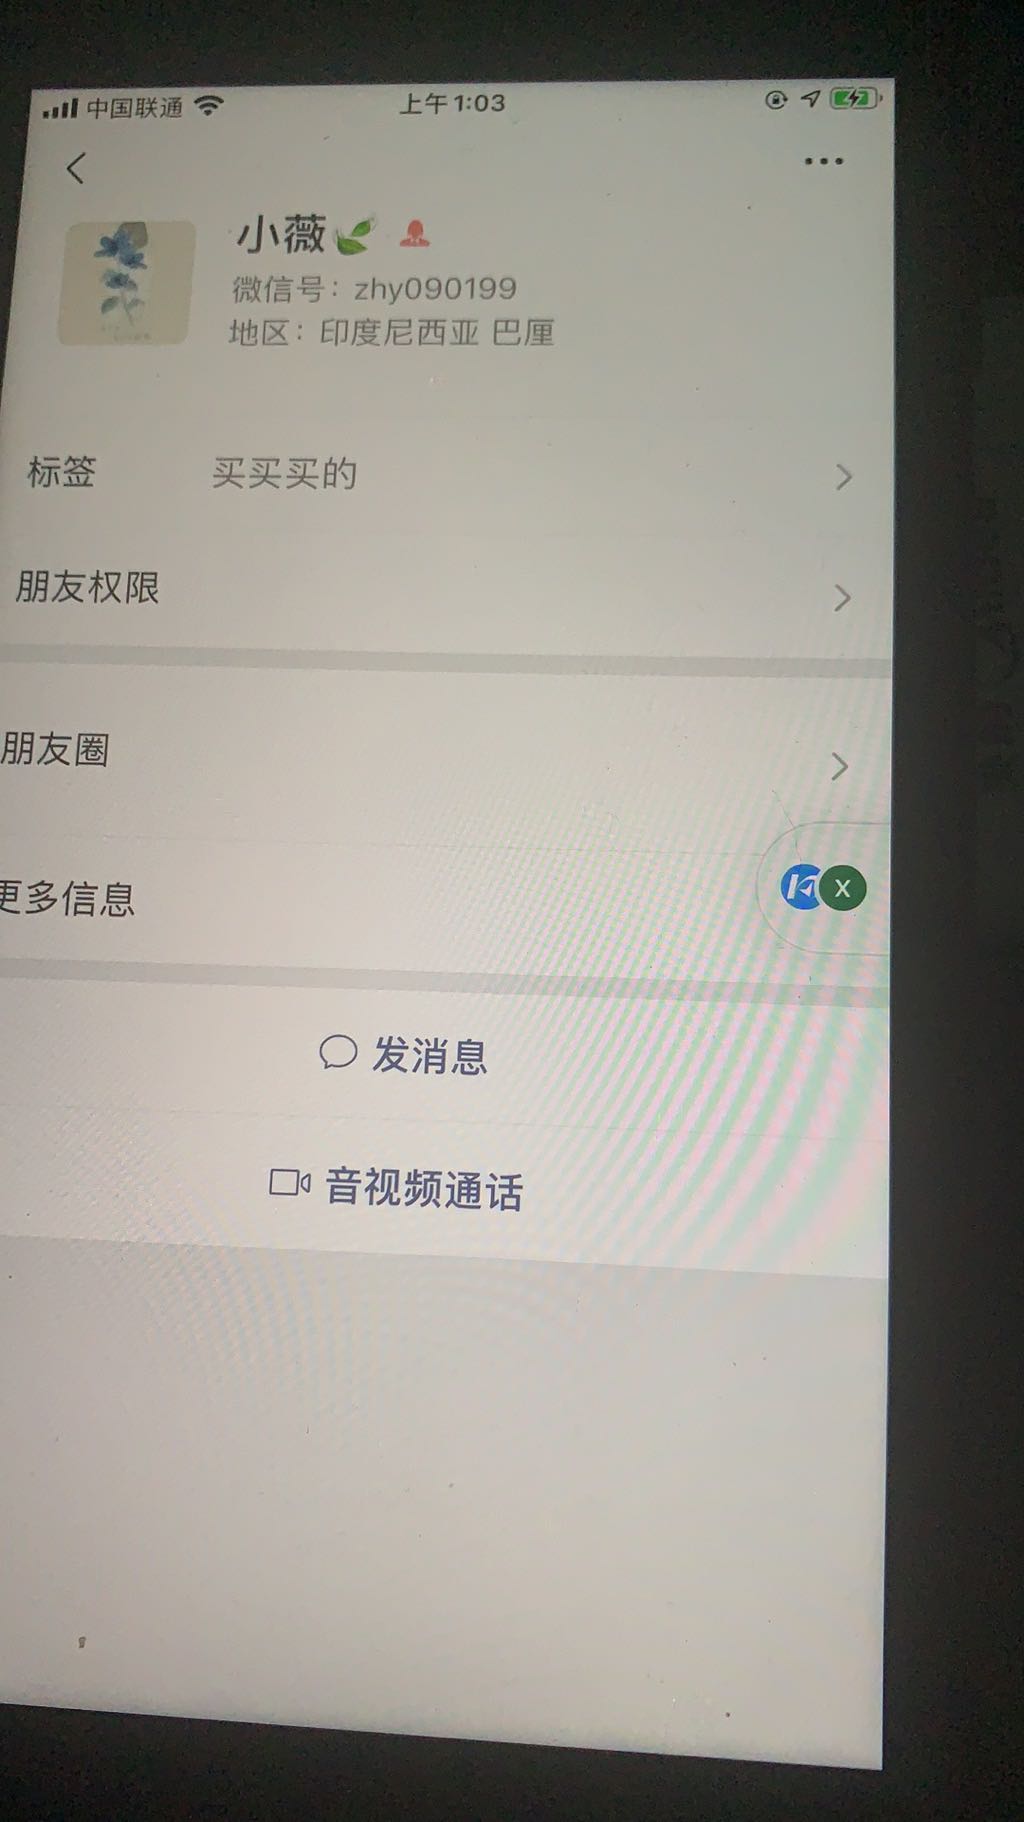 中国联通 上午1:03
小薇
微信号：zhy090199
地区：印度尼西亚 巴厘
标签 买买买的
朋友权限
朋友圈
更多信息
X
发消息
音视频通话